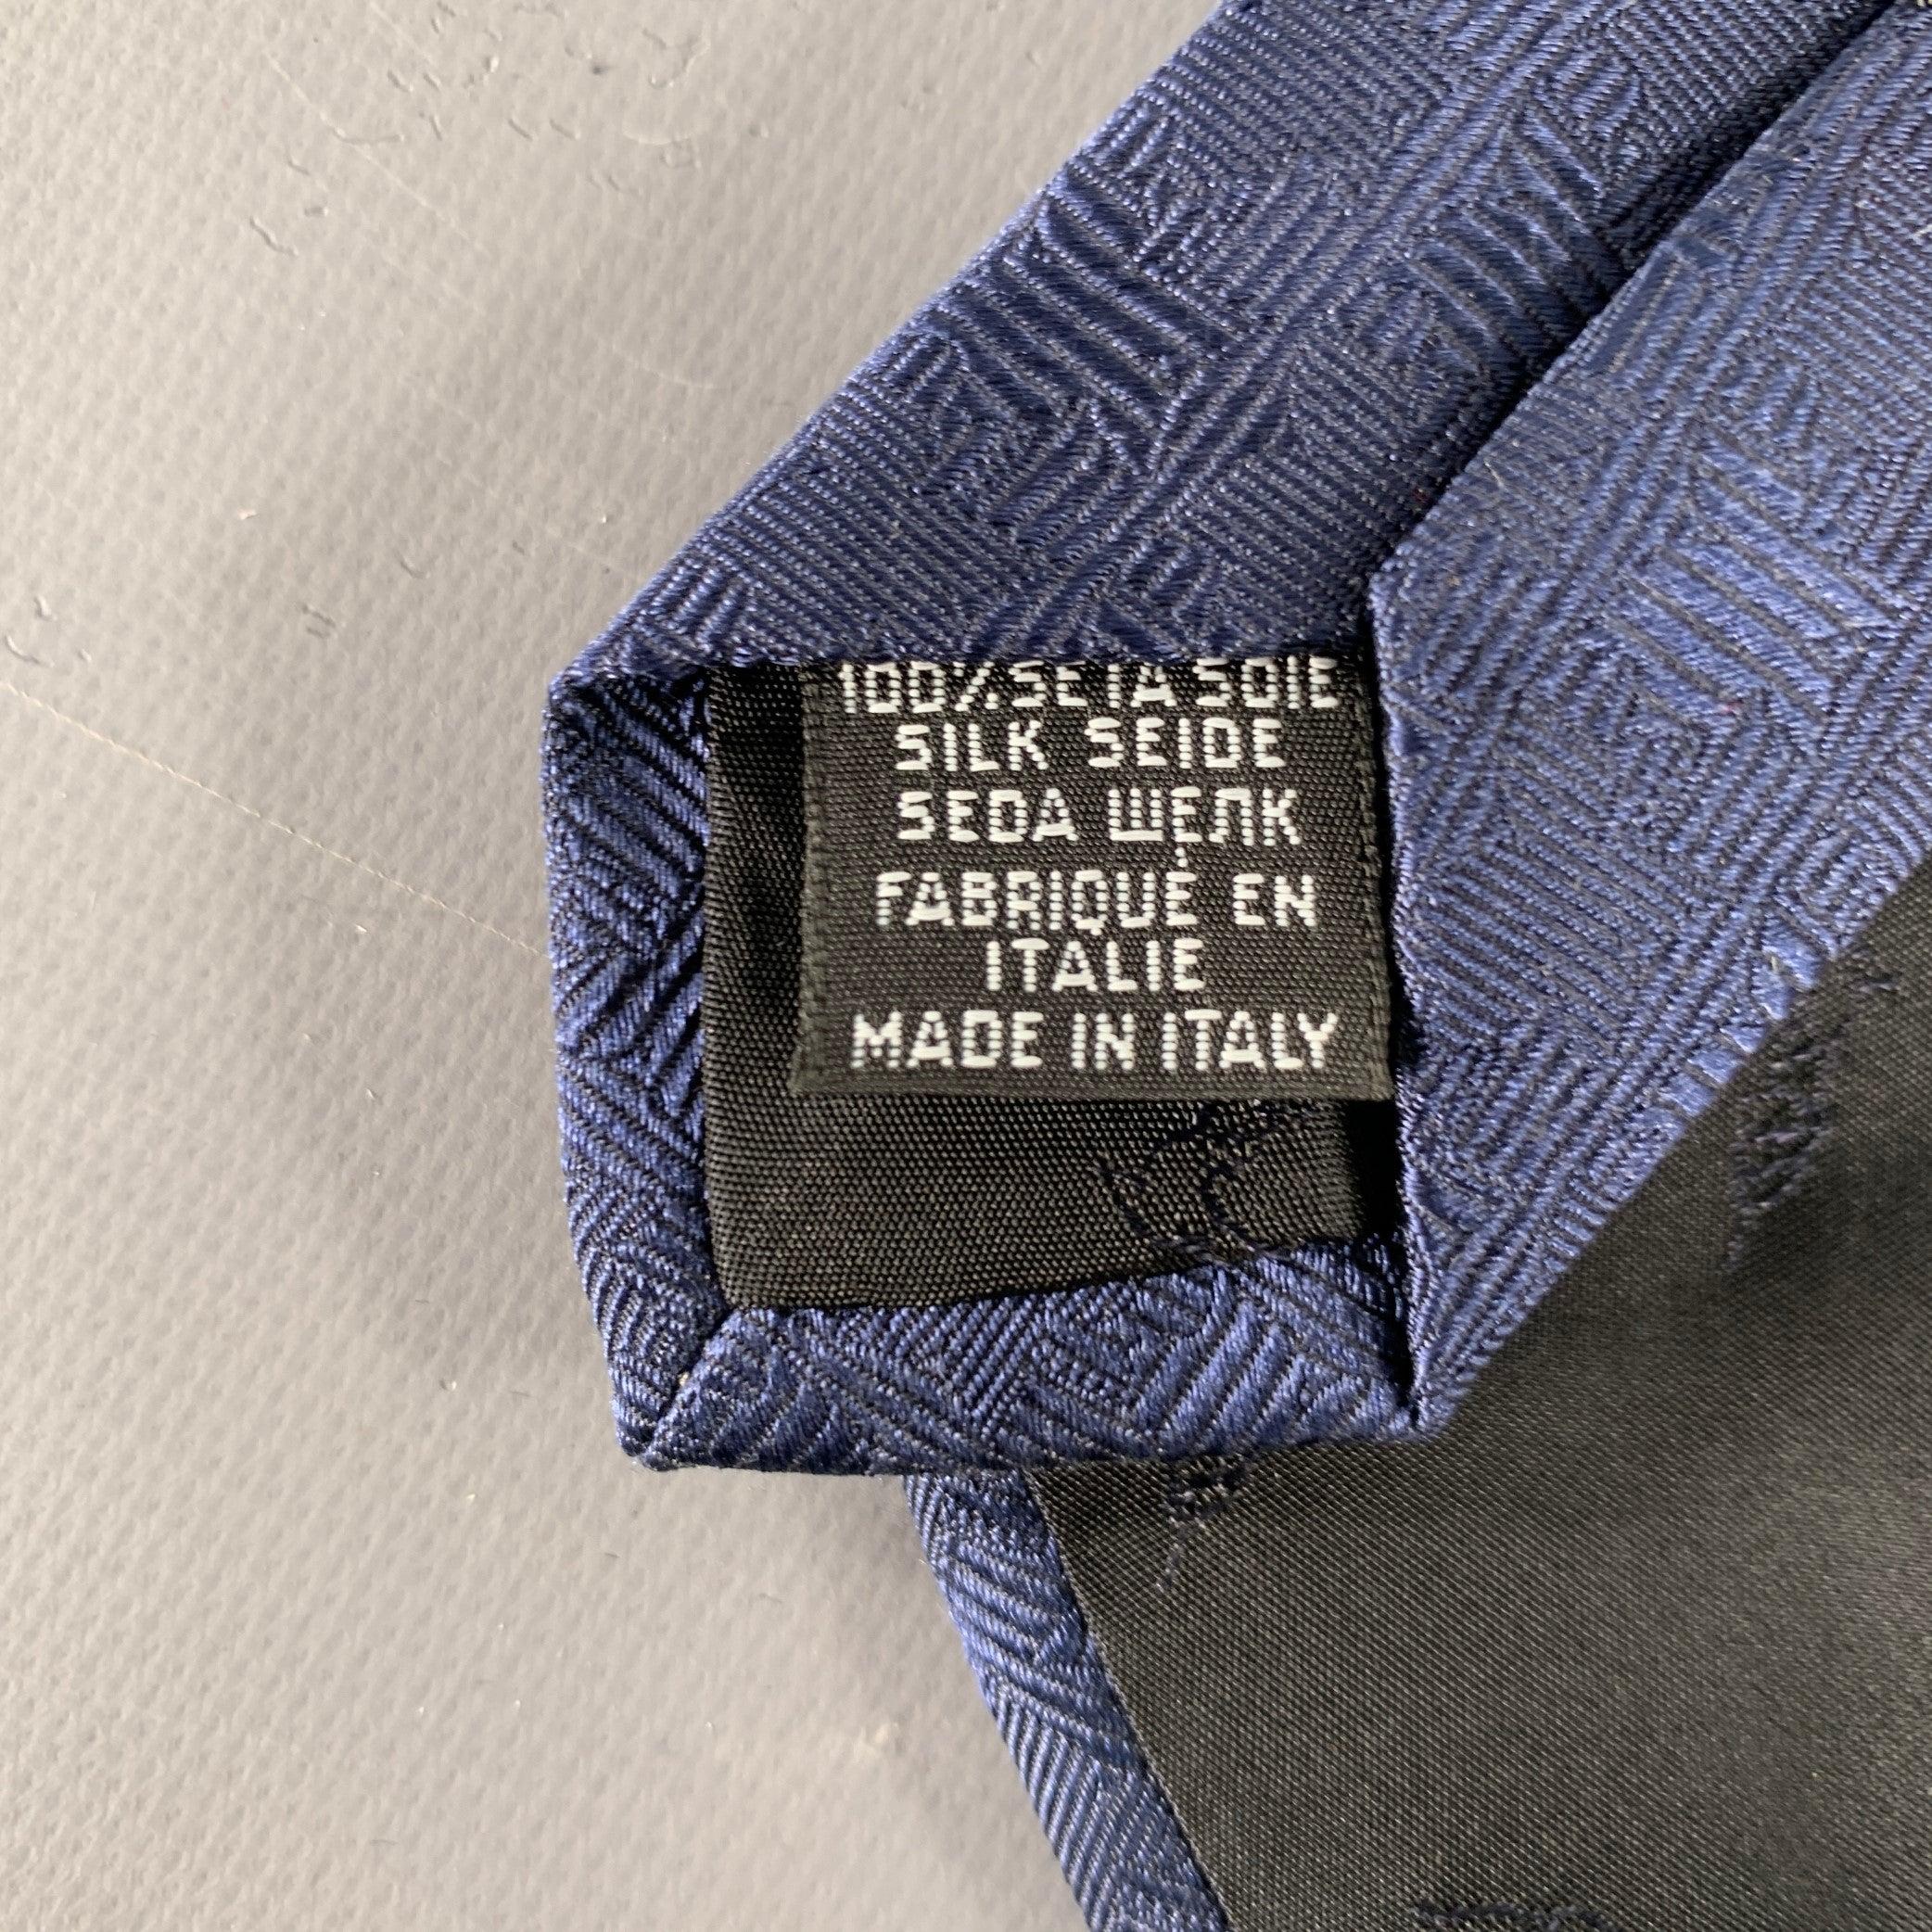 100% SETA SOIE
SILK SEIDE
SEDA ШЕЛК
FABRIQUÉ EN
ITALIE
MADE IN ITALY